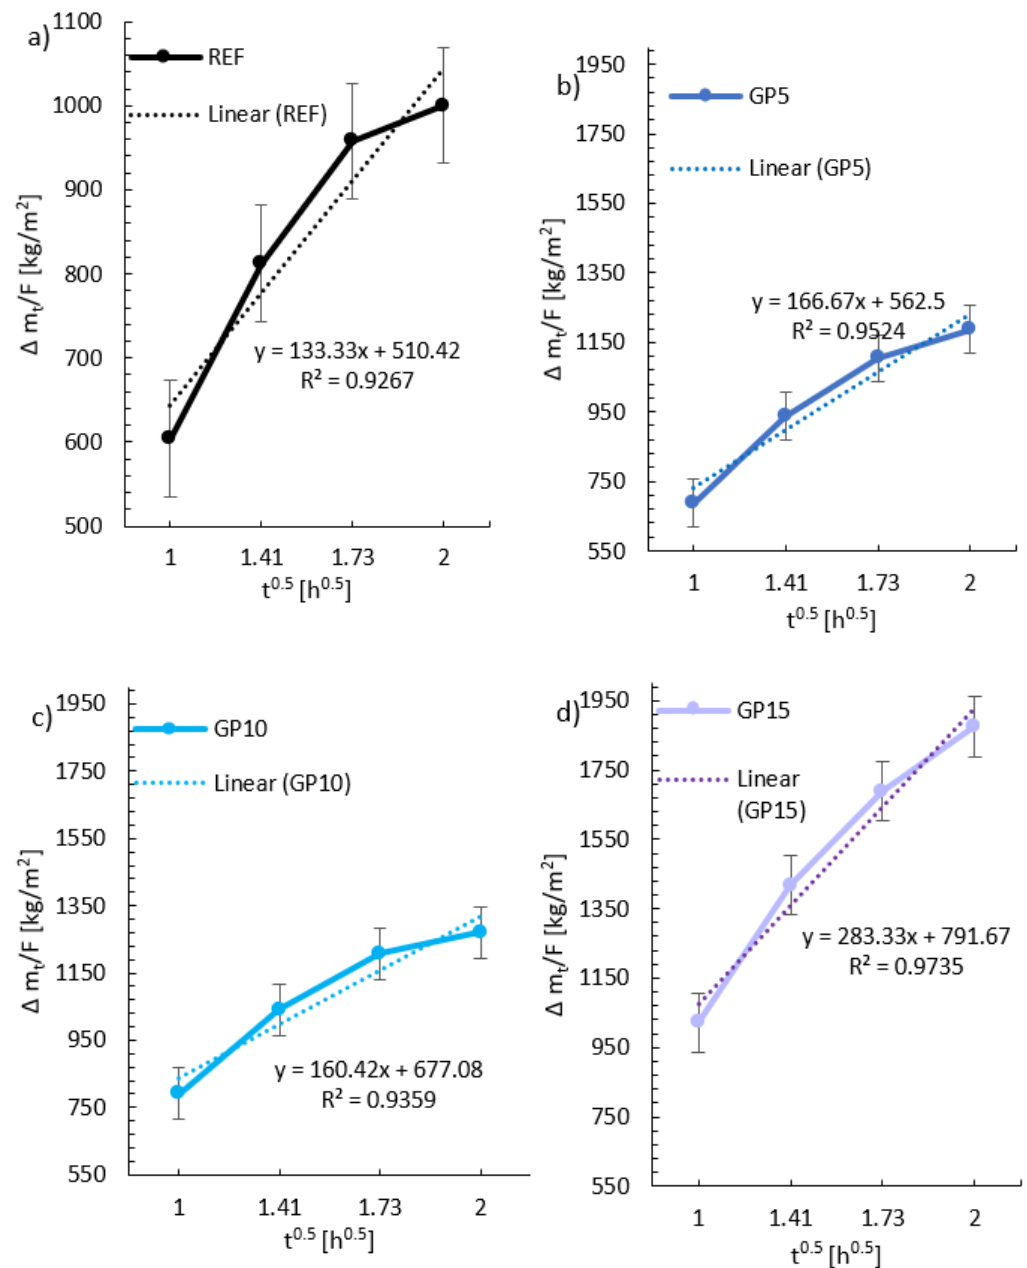 a)
REF
Linear (REF)
1100
1000
900
800
700
600
500
Δ mₜ/F [kg/m²]
y = 133.33x + 510.42
R² = 0.9267
1
1.41
1.73
2
t⁰·⁵ [h⁰·⁵]
b)
GP5
Linear (GP5)
1950
1750
1550
1350
1150
950
750
550
Δ mₜ/F [kg/m²]
y = 166.67x + 562.5
R² = 0.9524
1
1.41
1.73
2
t⁰·⁵ [h⁰·⁵]
c)
GP10
Linear (GP10)
1950
1750
1550
1350
1150
950
750
550
Δ mₜ/F [kg/m²]
y = 160.42x + 677.08
R² = 0.9359
1
1.41
1.73
2
t⁰·⁵ [h⁰·⁵]
d)
GP15
Linear
(GP15)
1950
1750
1550
1350
1150
950
750
550
Δ mₜ/F [kg/m²]
y = 283.33x + 791.67
R² = 0.9735
1
1.41
1.73
2
t⁰·⁵ [h⁰·⁵]